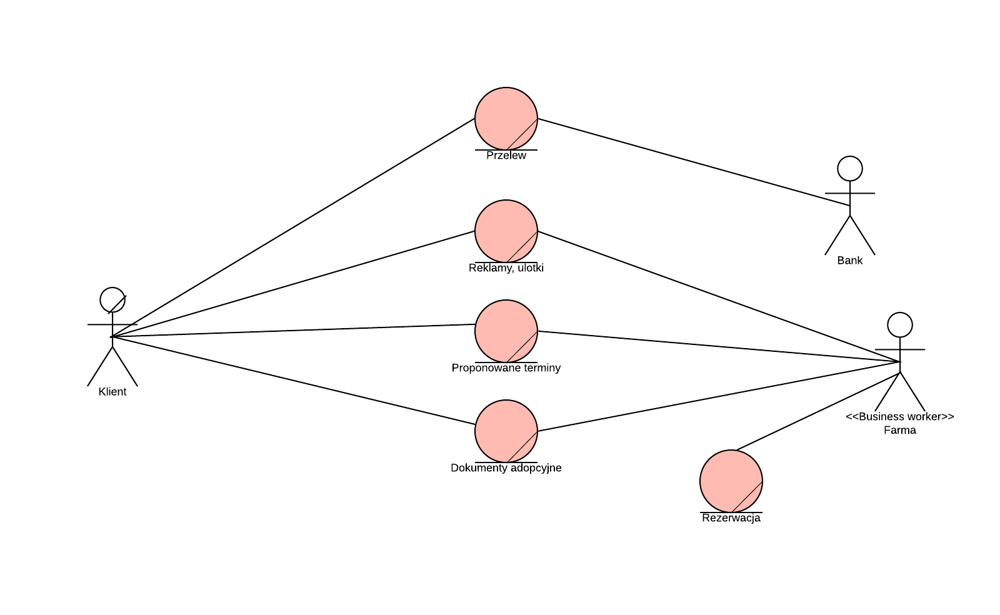 Przelew
Reklamy, ulotki
Bank
Proponowane terminy
Klient
<<Business worker>>
Farma
Dokumenty adopcyjne
Rezerwacja